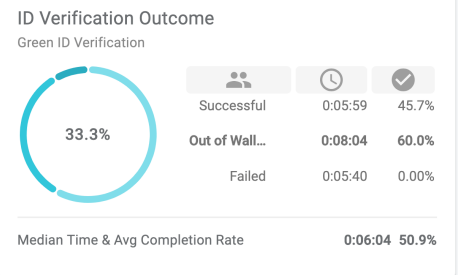 ID Verification Outcome
Green ID Verification
33.3%
Successful 0:05:59 45.7%
Out of Wall... 0:08:04 60.0%
Failed 0:05:40 0.00%
Median Time & Avg Completion Rate 0:06:04 50.9%